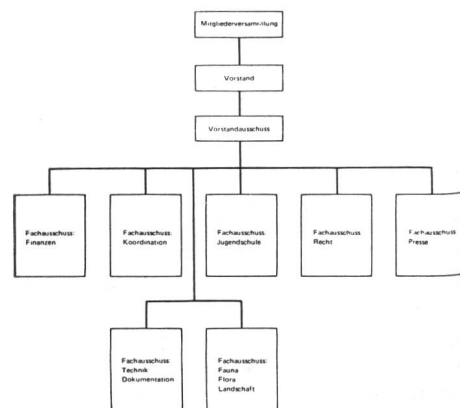 Mitgliederversammlung
Vorstand
Vorstandausschuss
Fachausschuss:
Finanzen
Fachausschuss:
Koordination
Fachausschuss:
Jugendschule
Fachausschuss
Recht
Fachausschuss
Presse
Fachausschuss:
Technik
Dokumentation
Fachausschuss:
Fauna
Flora
Landschaft